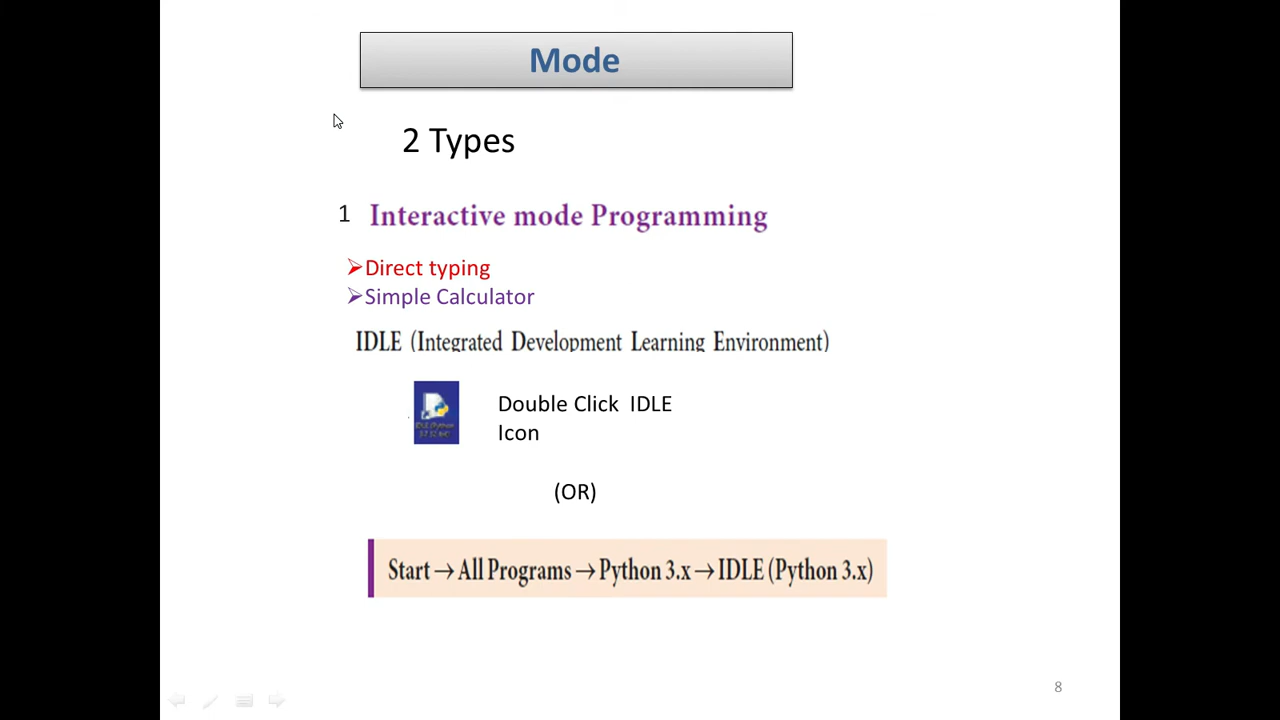 Mode
2 Types
1 Interactive mode Programming
➢Direct typing
➢Simple Calculator
IDLE (Integrated Development Learning Environment)
Double Click IDLE
Icon
(OR)
Start→All Programs→Python 3.x→IDLE (Python 3.x)
8